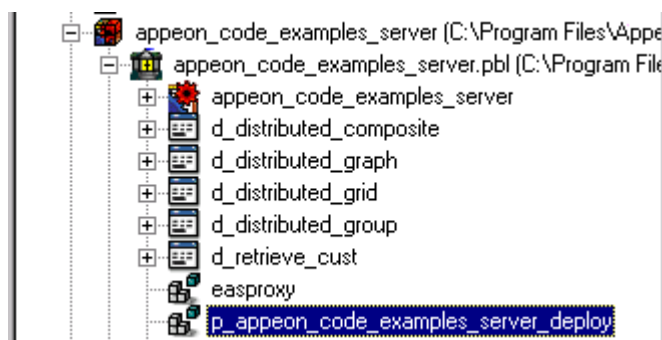 appeon_code_examples_server (C:\Program Files\Appe
appeon_code_examples_server.pbl (C:\Program File
appeon_code_examples_server
d_distributed_composite
d_distributed_graph
d_distributed_grid
d_distributed_group
d_retrieve_cust
easproxy
p_appeon_code_examples_server_deploy